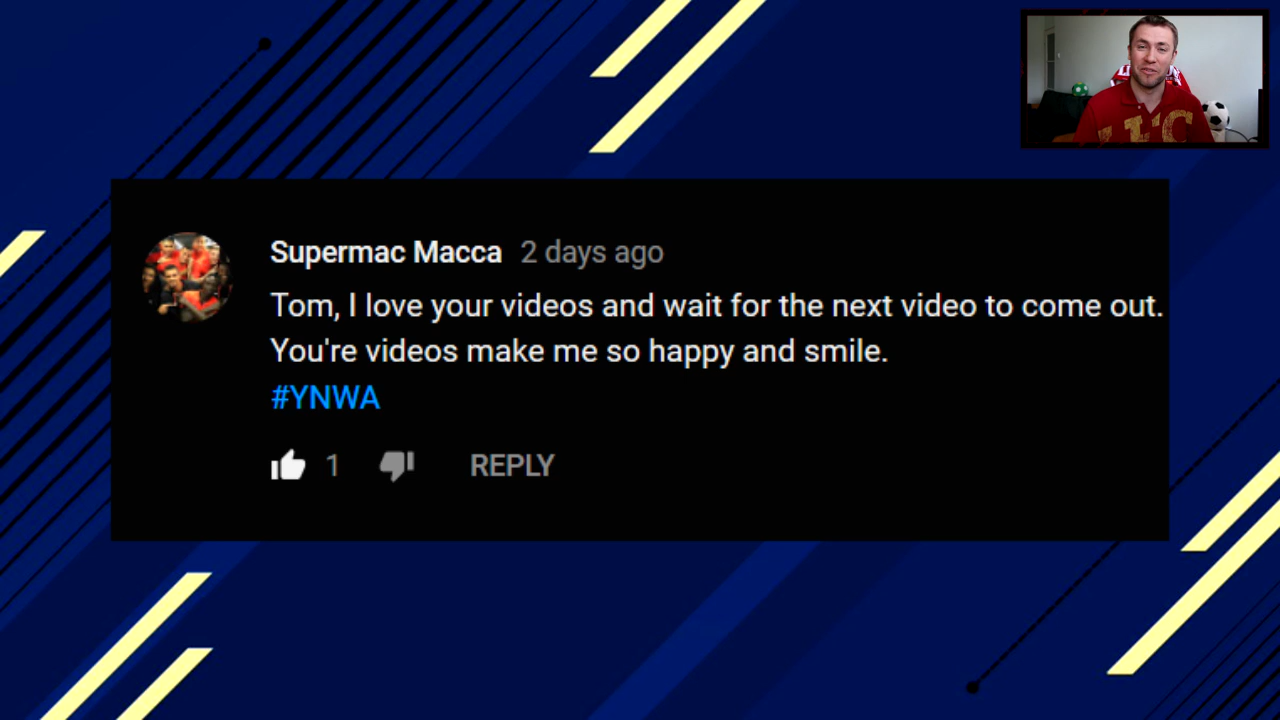 LFC
Supermac Macca 2 days ago
Tom, I love your videos and wait for the next video to come out.
You're videos make me so happy and smile.
#YNWA
1 REPLY